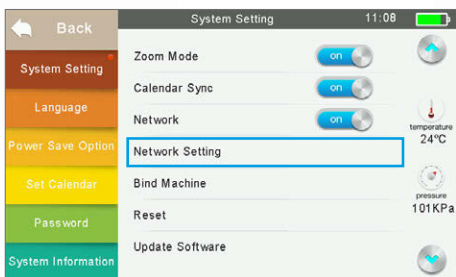 Back
System Setting
11:08
System Setting
Language
Power Save Option
Set Calendar
Password
System Information
Zoom Mode
on
Calendar Sync
on
Network
on
Network Setting
Bind Machine
Reset
Update Software
temperature
24°C
pressure
101KPa